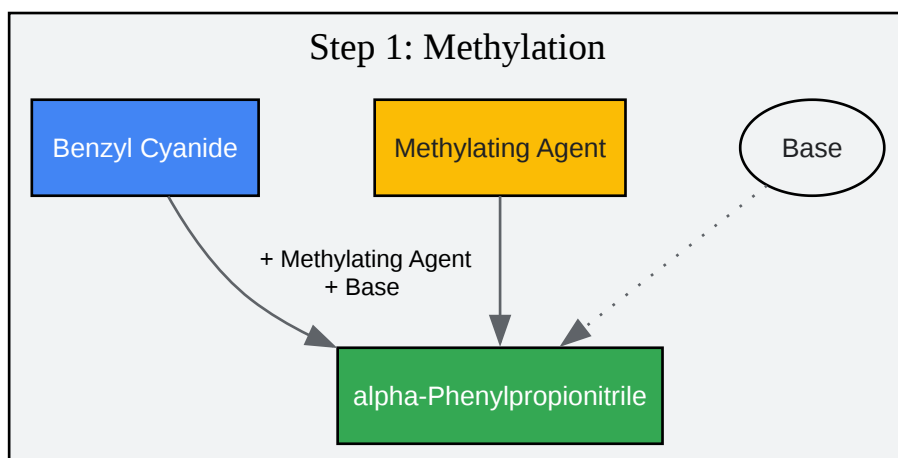 Step 1: Methylation
Benzyl Cyanide
Methylating Agent
Base
+ Methylating Agent
+ Base
alpha-Phenylpropionitrile